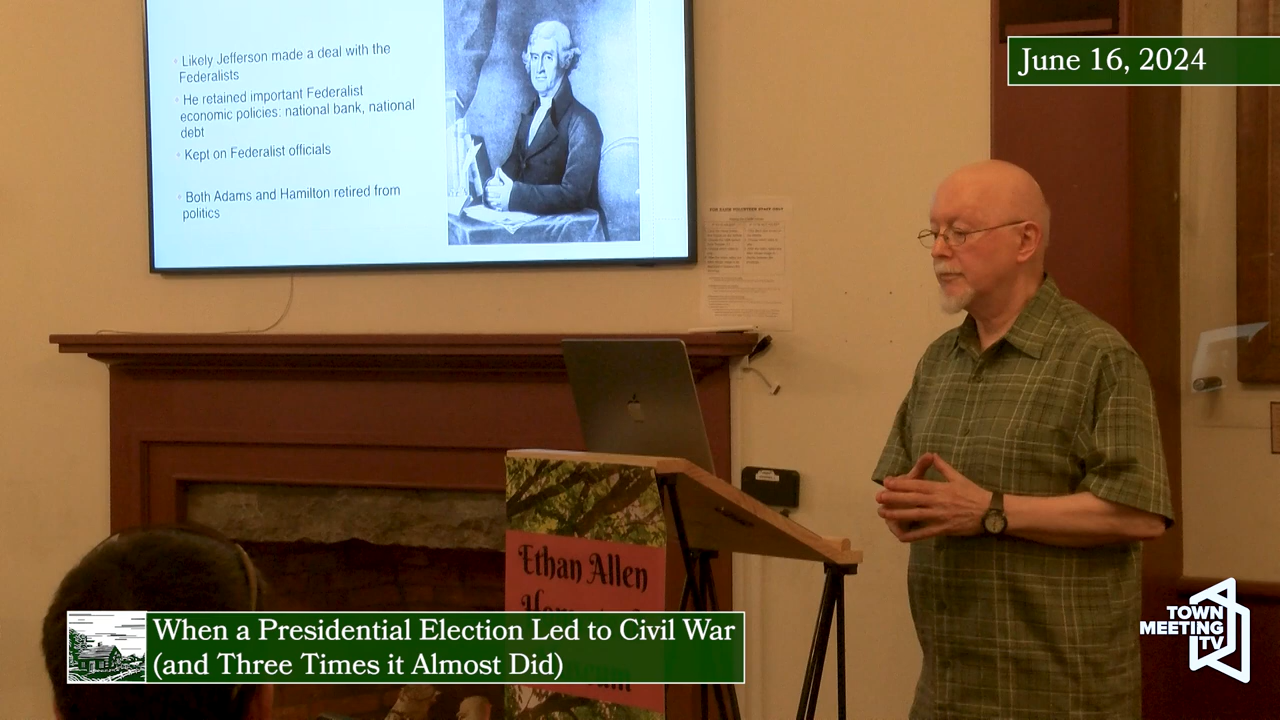 Likely Jefferson made a deal with the
Federalists
He retained important Federalist
economic policies: national bank, national
debt
Kept on Federalist officials
Both Adams and Hamilton retired from
politics
June 16, 2024
Ethan Allen
When a Presidential Election Led to Civil War
(and Three Times it Almost Did)
TOWN
MEETING
TV